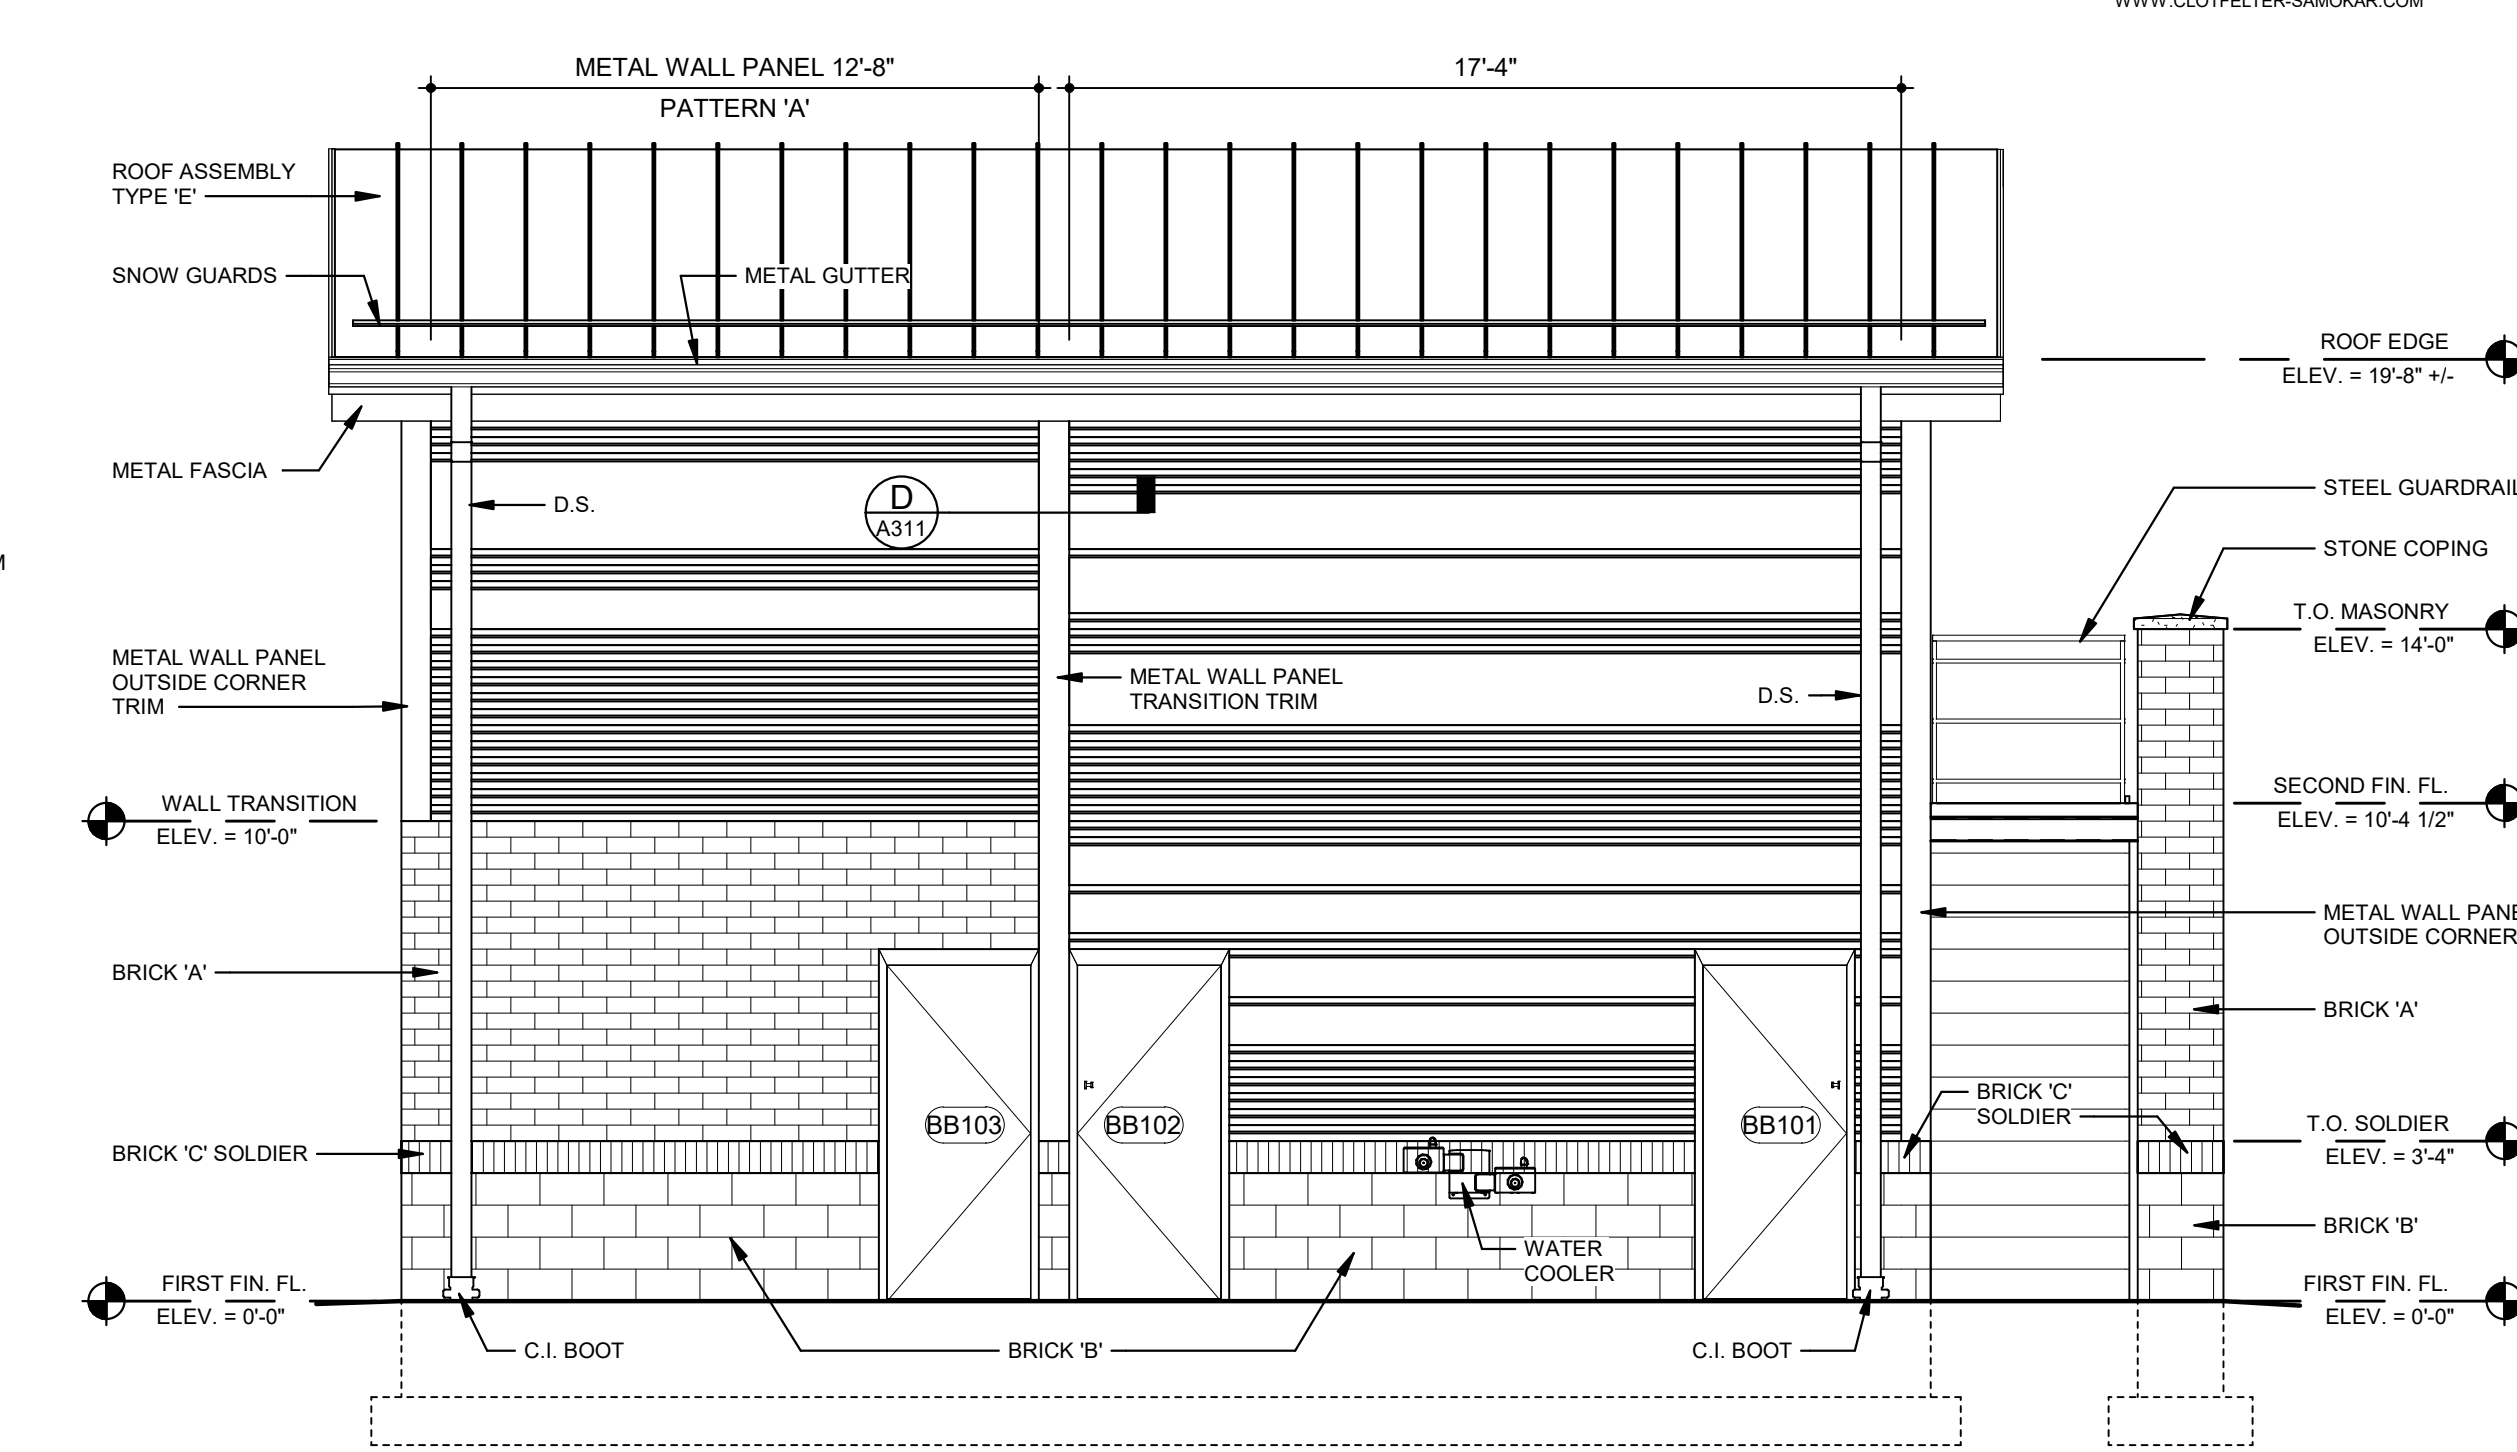 WWW.CLOTFELTER-SAMOKAR.COM
METAL WALL PANEL 12'-8"
PATTERN 'A'
17'-4"
ROOF ASSEMBLY
TYPE 'E'
SNOW GUARDS
METAL GUTTER
ROOF EDGE
ELEV. = 19'-8" +/-
METAL FASCIA
D.S.
D
A311
STEEL GUARDRAIL
STONE COPING
T.O. MASONRY
ELEV. = 14'-0"
METAL WALL PANEL
OUTSIDE CORNER
TRIM
METAL WALL PANEL
TRANSITION TRIM
D.S.
WALL TRANSITION
ELEV. = 10'-0"
SECOND FIN. FL.
ELEV. = 10'-4 1/2"
METAL WALL PANE
OUTSIDE CORNER
BRICK 'A'
BRICK 'A'
BB103
BB102
BB101
BRICK 'C'
SOLDIER
T.O. SOLDIER
ELEV. = 3'-4"
BRICK 'C' SOLDIER
BRICK 'B'
WATER
COOLER
FIRST FIN. FL.
ELEV. = 0'-0"
FIRST FIN. FL.
ELEV. = 0'-0"
C.I. BOOT
BRICK 'B'
C.I. BOOT